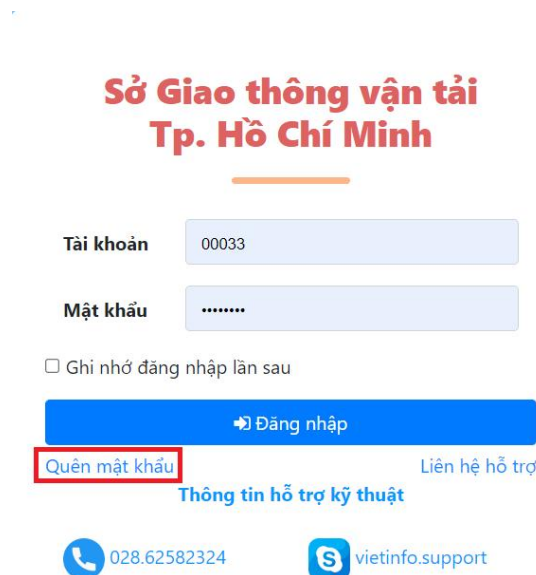 Sở Giao thông vận tải
Tp. Hồ Chí Minh
Tài khoản 00033
Mật khẩu ••••••••
Ghi nhớ đăng nhập lần sau
Đăng nhập
Quên mật khẩu Liên hệ hỗ trợ
Thông tin hỗ trợ kỹ thuật
028.62582324 vietinfo.support